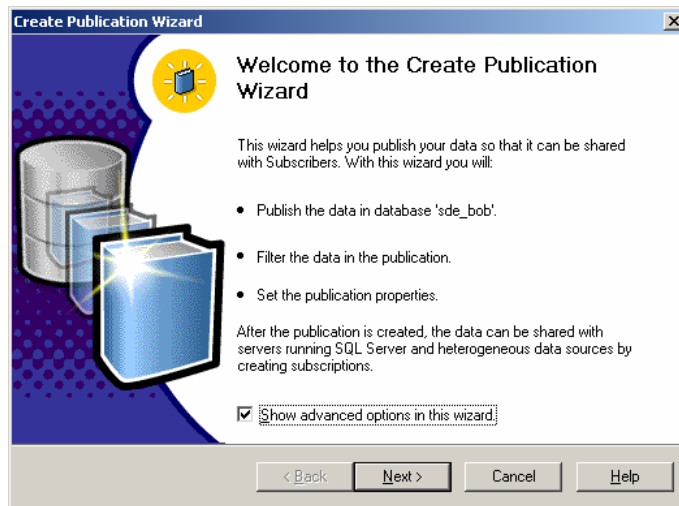 Create Publication Wizard
Welcome to the Create Publication
Wizard
This wizard helps you publish your data so that it can be shared
with Subscribers. With this wizard you will:
• Publish the data in database 'sde_bob'.
• Filter the data in the publication.
• Set the publication properties.
After the publication is created, the data can be shared with
servers running SQL Server and heterogeneous data sources by
creating subscriptions.
Show advanced options in this wizard.
< Back Next > Cancel Help